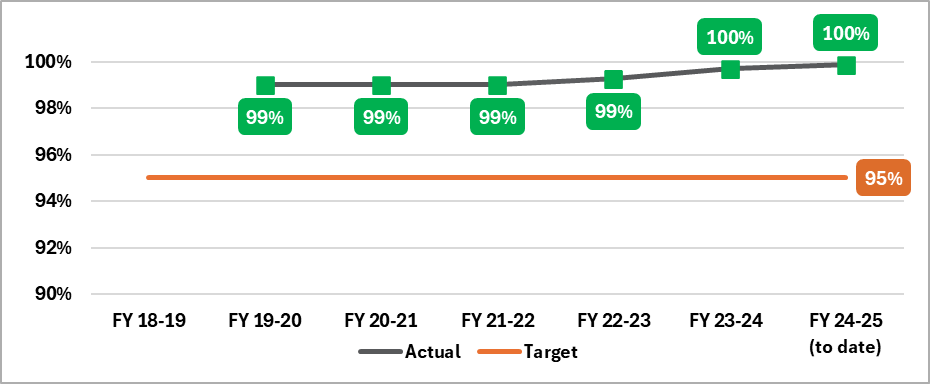 100%
100%
100%
99%
99%
99%
99%
98%
96%
95%
94%
92%
90%
FY 18-19
FY 19-20
FY 20-21
FY 21-22
FY 22-23
FY 23-24
FY 24-25
(to date)
Actual
Target